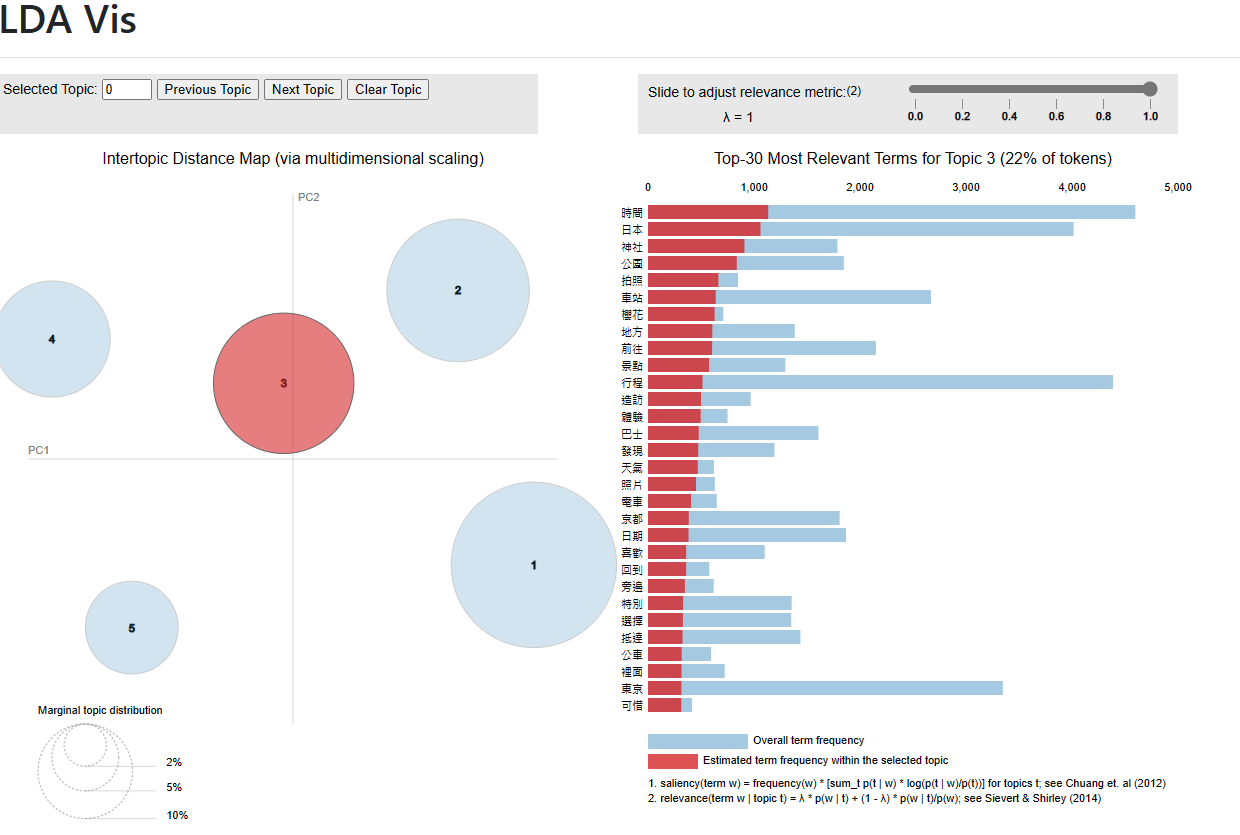 LDA Vis
Selected Topic: 0 Previous Topic Next Topic Clear Topic
Slide to adjust relevance metric:(2)
λ = 1
0.0 0.2 0.4 0.6 0.8 1.0
Intertopic Distance Map (via multidimensional scaling)
PC2
PC1
2
4
3
1
5
Marginal topic distribution
2%
5%
10%
Top-30 Most Relevant Terms for Topic 3 (22% of tokens)
0 1,000 2,000 3,000 4,000 5,000
時間
日本
神社
公園
拍照
車站
櫻花
地方
前往
景點
行程
造訪
體驗
巴士
發現
天氣
照片
電車
京都
日期
喜歡
回到
旁邊
特別
選擇
抵達
公車
裡面
東京
可惜
Overall term frequency
Estimated term frequency within the selected topic
1. saliency(term w) = frequency(w) * [sum_t p(t | w) * log(p(t | w)/p(t))] for topics t; see Chuang et. al (2012)
2. relevance(term w | topic t) = λ * p(w | t) + (1 - λ) * p(w | t)/p(w); see Sievert & Shirley (2014)